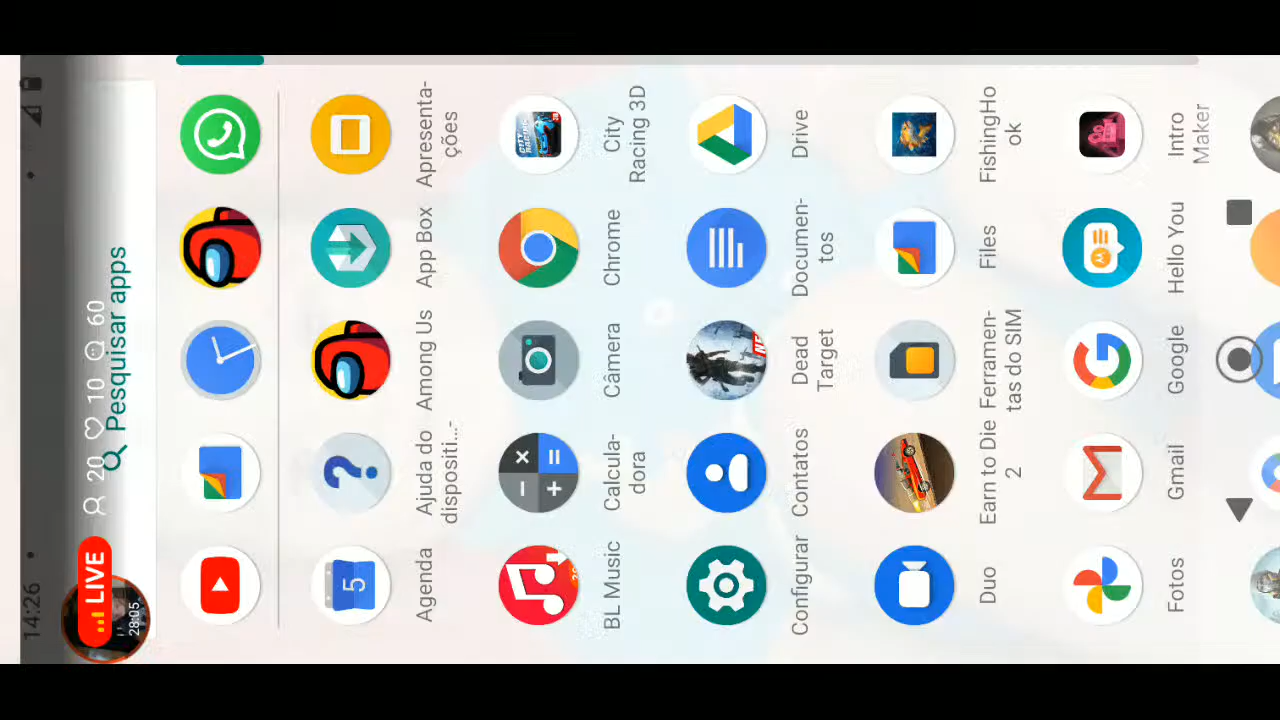 14:26
LIVE
28:05
20 10 60
Pesquisar apps
Agenda
Ajuda do
dispositi...-
Among Us
App Box
Apresenta-
ções
BL Music
Calcula-
dora
Câmera
Chrome
City
Racing 3D
Configurar
Contatos
Dead
Target
Documen-
tos
Drive
Duo
Earn to Die
2
Ferramen-
tas do SIM
Files
FishingHo
ok
Fotos
Gmail
Google
Hello You
Intro
Maker